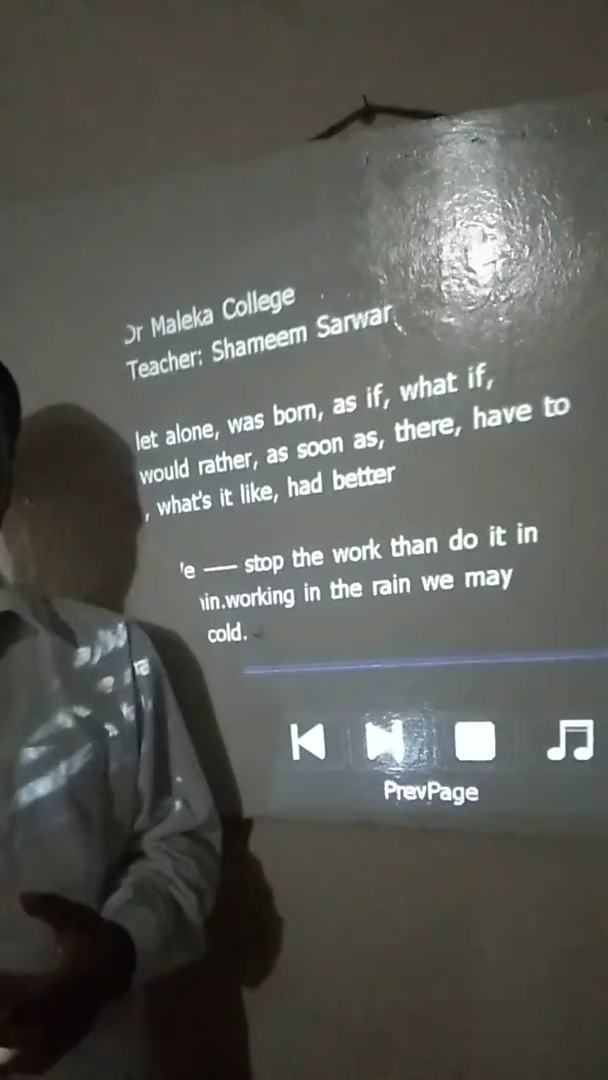 Dr Maleka College
Teacher: Shameem Sarwar
let alone, was born, as if, what if,
would rather, as soon as, there, have to
, what's it like, had better
— stop the work than do it in
working in the rain we may
cold.
PrevPage